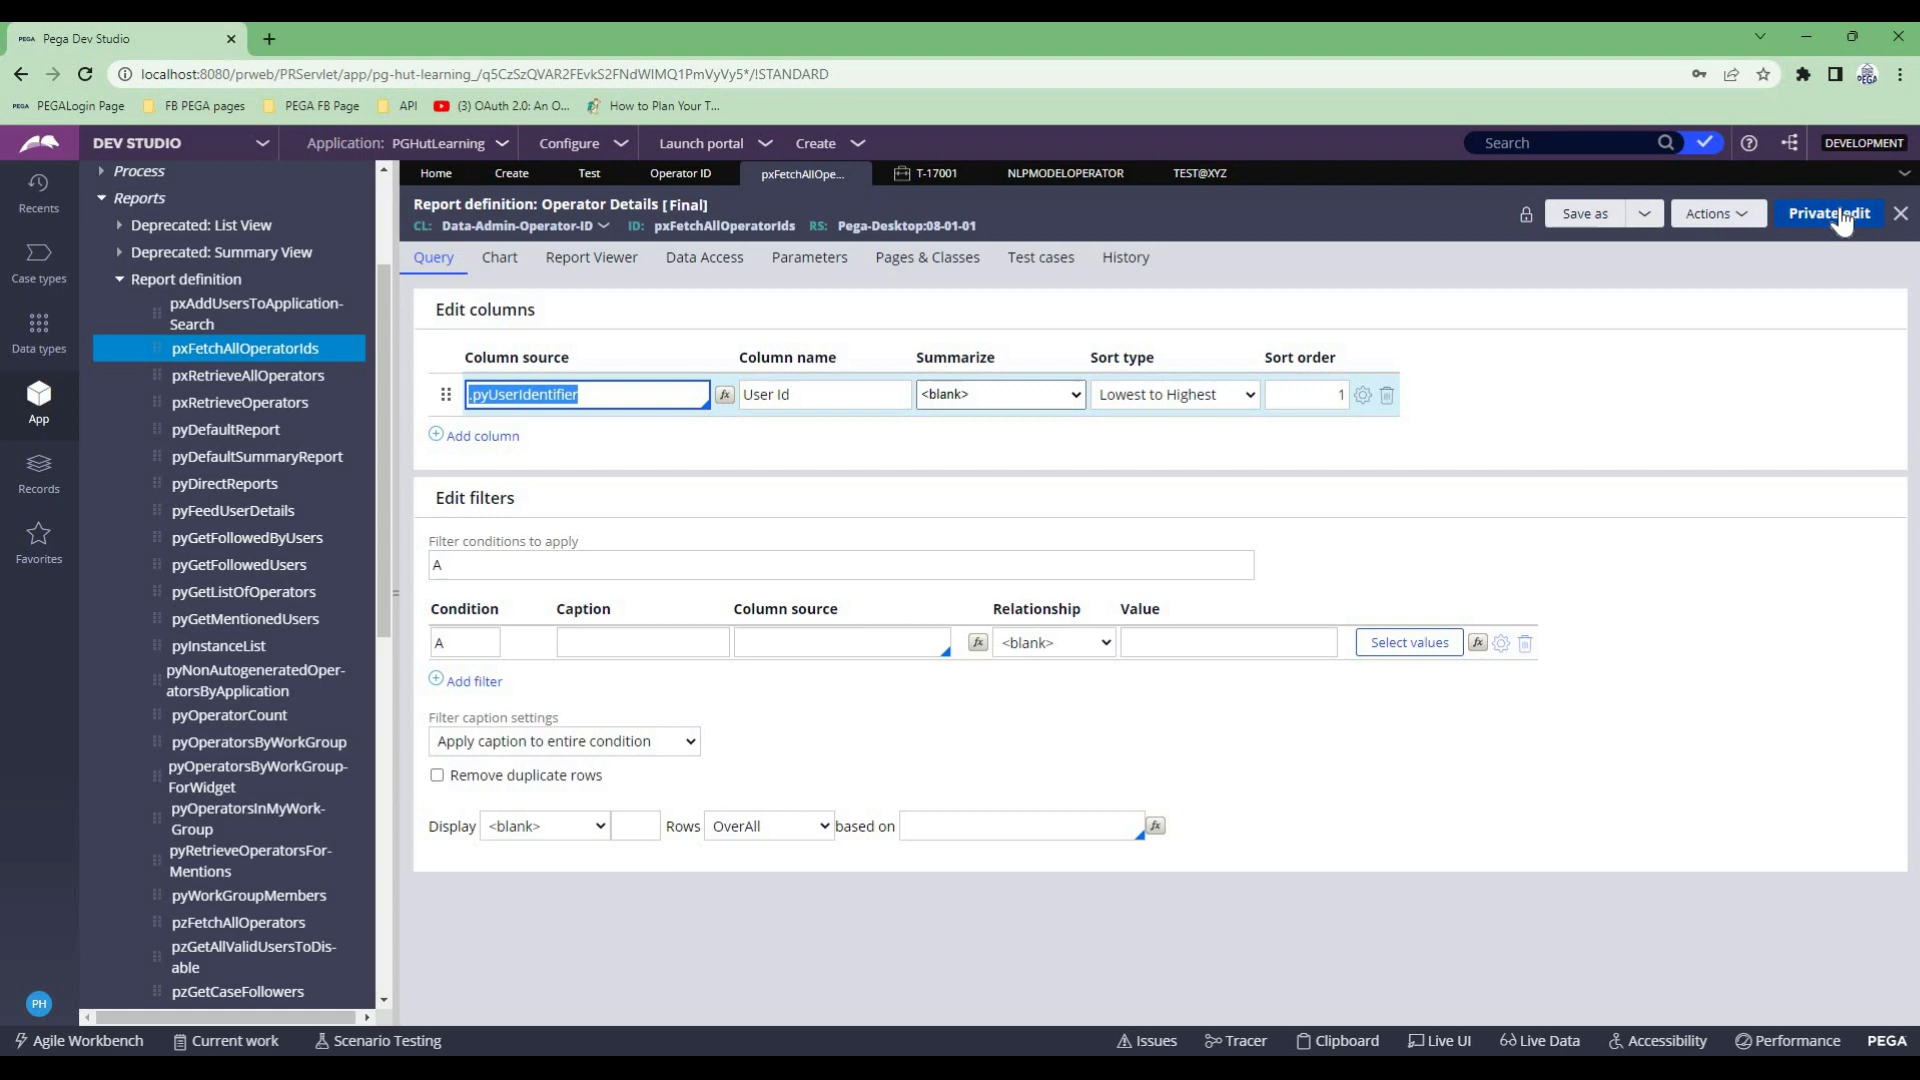 PEGA Pega Dev Studio
localhost:8080/prweb/PRServlet/app/pg-hut-learning_/q5CzSzQVAR2FEvkS2FNdWIMQ1PmVyVy5*/!STANDARD
PEGA PEGALogin Page FB PEGA pages PEGA FB Page API (3) OAuth 2.0: An O... How to Plan Your T...
DEV STUDIO Application: PGHutLearning Configure Launch portal Create Search DEVELOPMENT
Home Create Test Operator ID pxFetchAllOpe... T-17001 NLPMODELOPERATOR TEST@XYZ
Recents
Case types
Data types
App
Records
Favorites
PH
Process
Reports
Deprecated: List View
Deprecated: Summary View
Report definition
pxAddUsersToApplication-
Search
pxFetchAllOperatorIds
pxRetrieveAllOperators
pxRetrieveOperators
pyDefaultReport
pyDefaultSummaryReport
pyDirectReports
pyFeedUserDetails
pyGetFollowedByUsers
pyGetFollowedUsers
pyGetListOfOperators
pyGetMentionedUsers
pyInstanceList
pyNonAutogeneratedOper-
atorsByApplication
pyOperatorCount
pyOperatorsByWorkGroup
pyOperatorsByWorkGroup-
ForWidget
pyOperatorsInMyWork-
Group
pyRetrieveOperatorsFor-
Mentions
pyWorkGroupMembers
pzFetchAllOperators
pzGetAllValidUsersToDis-
able
pzGetCaseFollowers
Report definition: Operator Details [Final]
CL: Data-Admin-Operator-ID ID: pxFetchAllOperatorIds RS: Pega-Desktop:08-01-01
Save as Actions Private edit
Query Chart Report Viewer Data Access Parameters Pages & Classes Test cases History
Edit columns
Column source Column name Summarize Sort type Sort order
.pyUserIdentifier fx User Id <blank> Lowest to Highest 1
Add column
Edit filters
Filter conditions to apply
A
Condition Caption Column source Relationship Value
A fx <blank> Select values fx
Add filter
Filter caption settings
Apply caption to entire condition
Remove duplicate rows
Display <blank> Rows OverAll based on fx
Agile Workbench Current work Scenario Testing Issues Tracer Clipboard Live UI Live Data Accessibility Performance PEGA